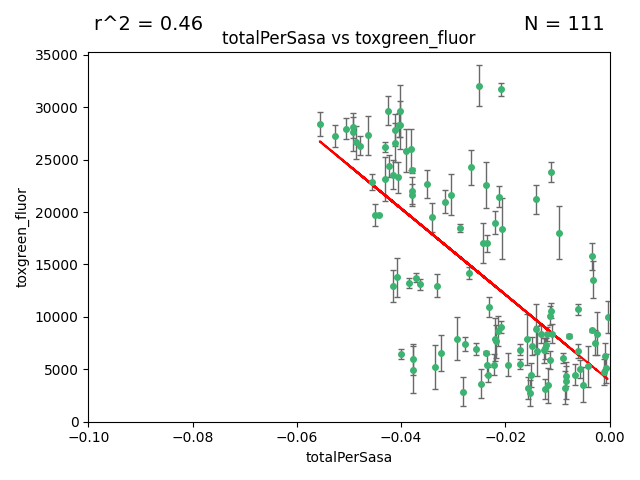 r^2 = 0.46
N = 111
totalPerSasa vs toxgreen_fluor
35000
30000
25000
20000
15000
10000
5000
0
toxgreen_fluor
−0.10
−0.08
−0.06
−0.04
−0.02
0.00
totalPerSasa